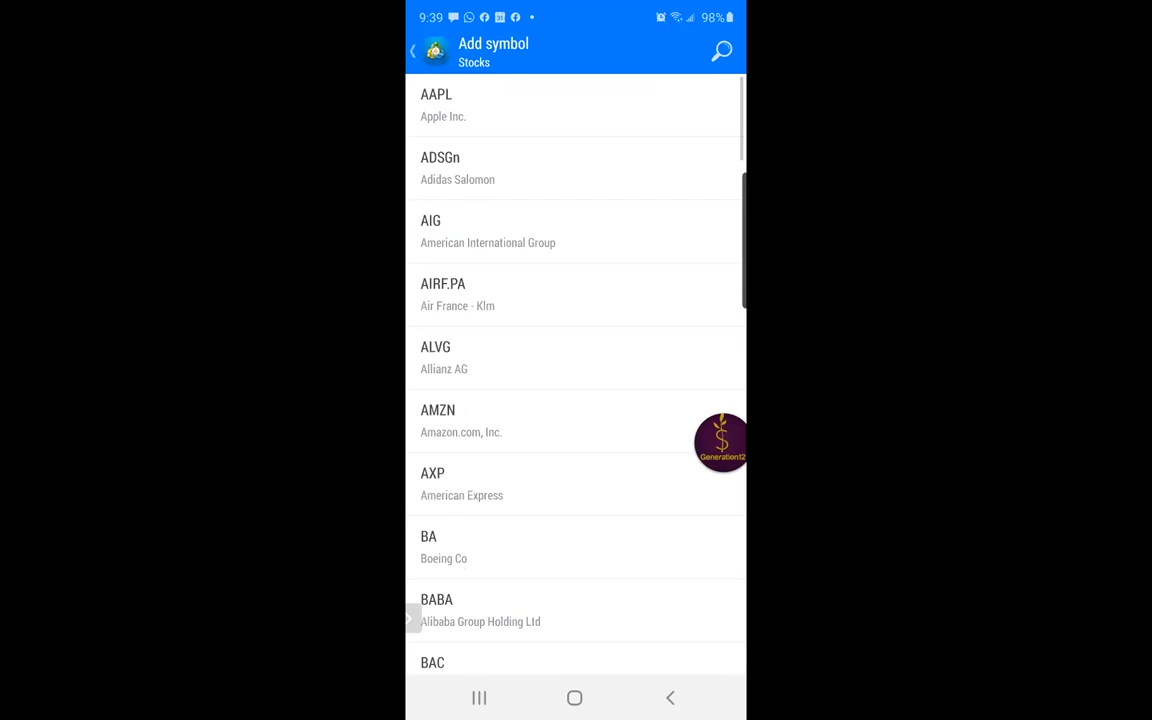 9:39
31
98%
Add symbol
Stocks
AAPL
Apple Inc.
ADSGn
Adidas Salomon
AIG
American International Group
AIRF.PA
Air France - Klm
ALVG
Allianz AG
AMZN
Amazon.com, Inc.
AXP
American Express
$
Generation12
BA
Boeing Co
BABA
Alibaba Group Holding Ltd
BAC